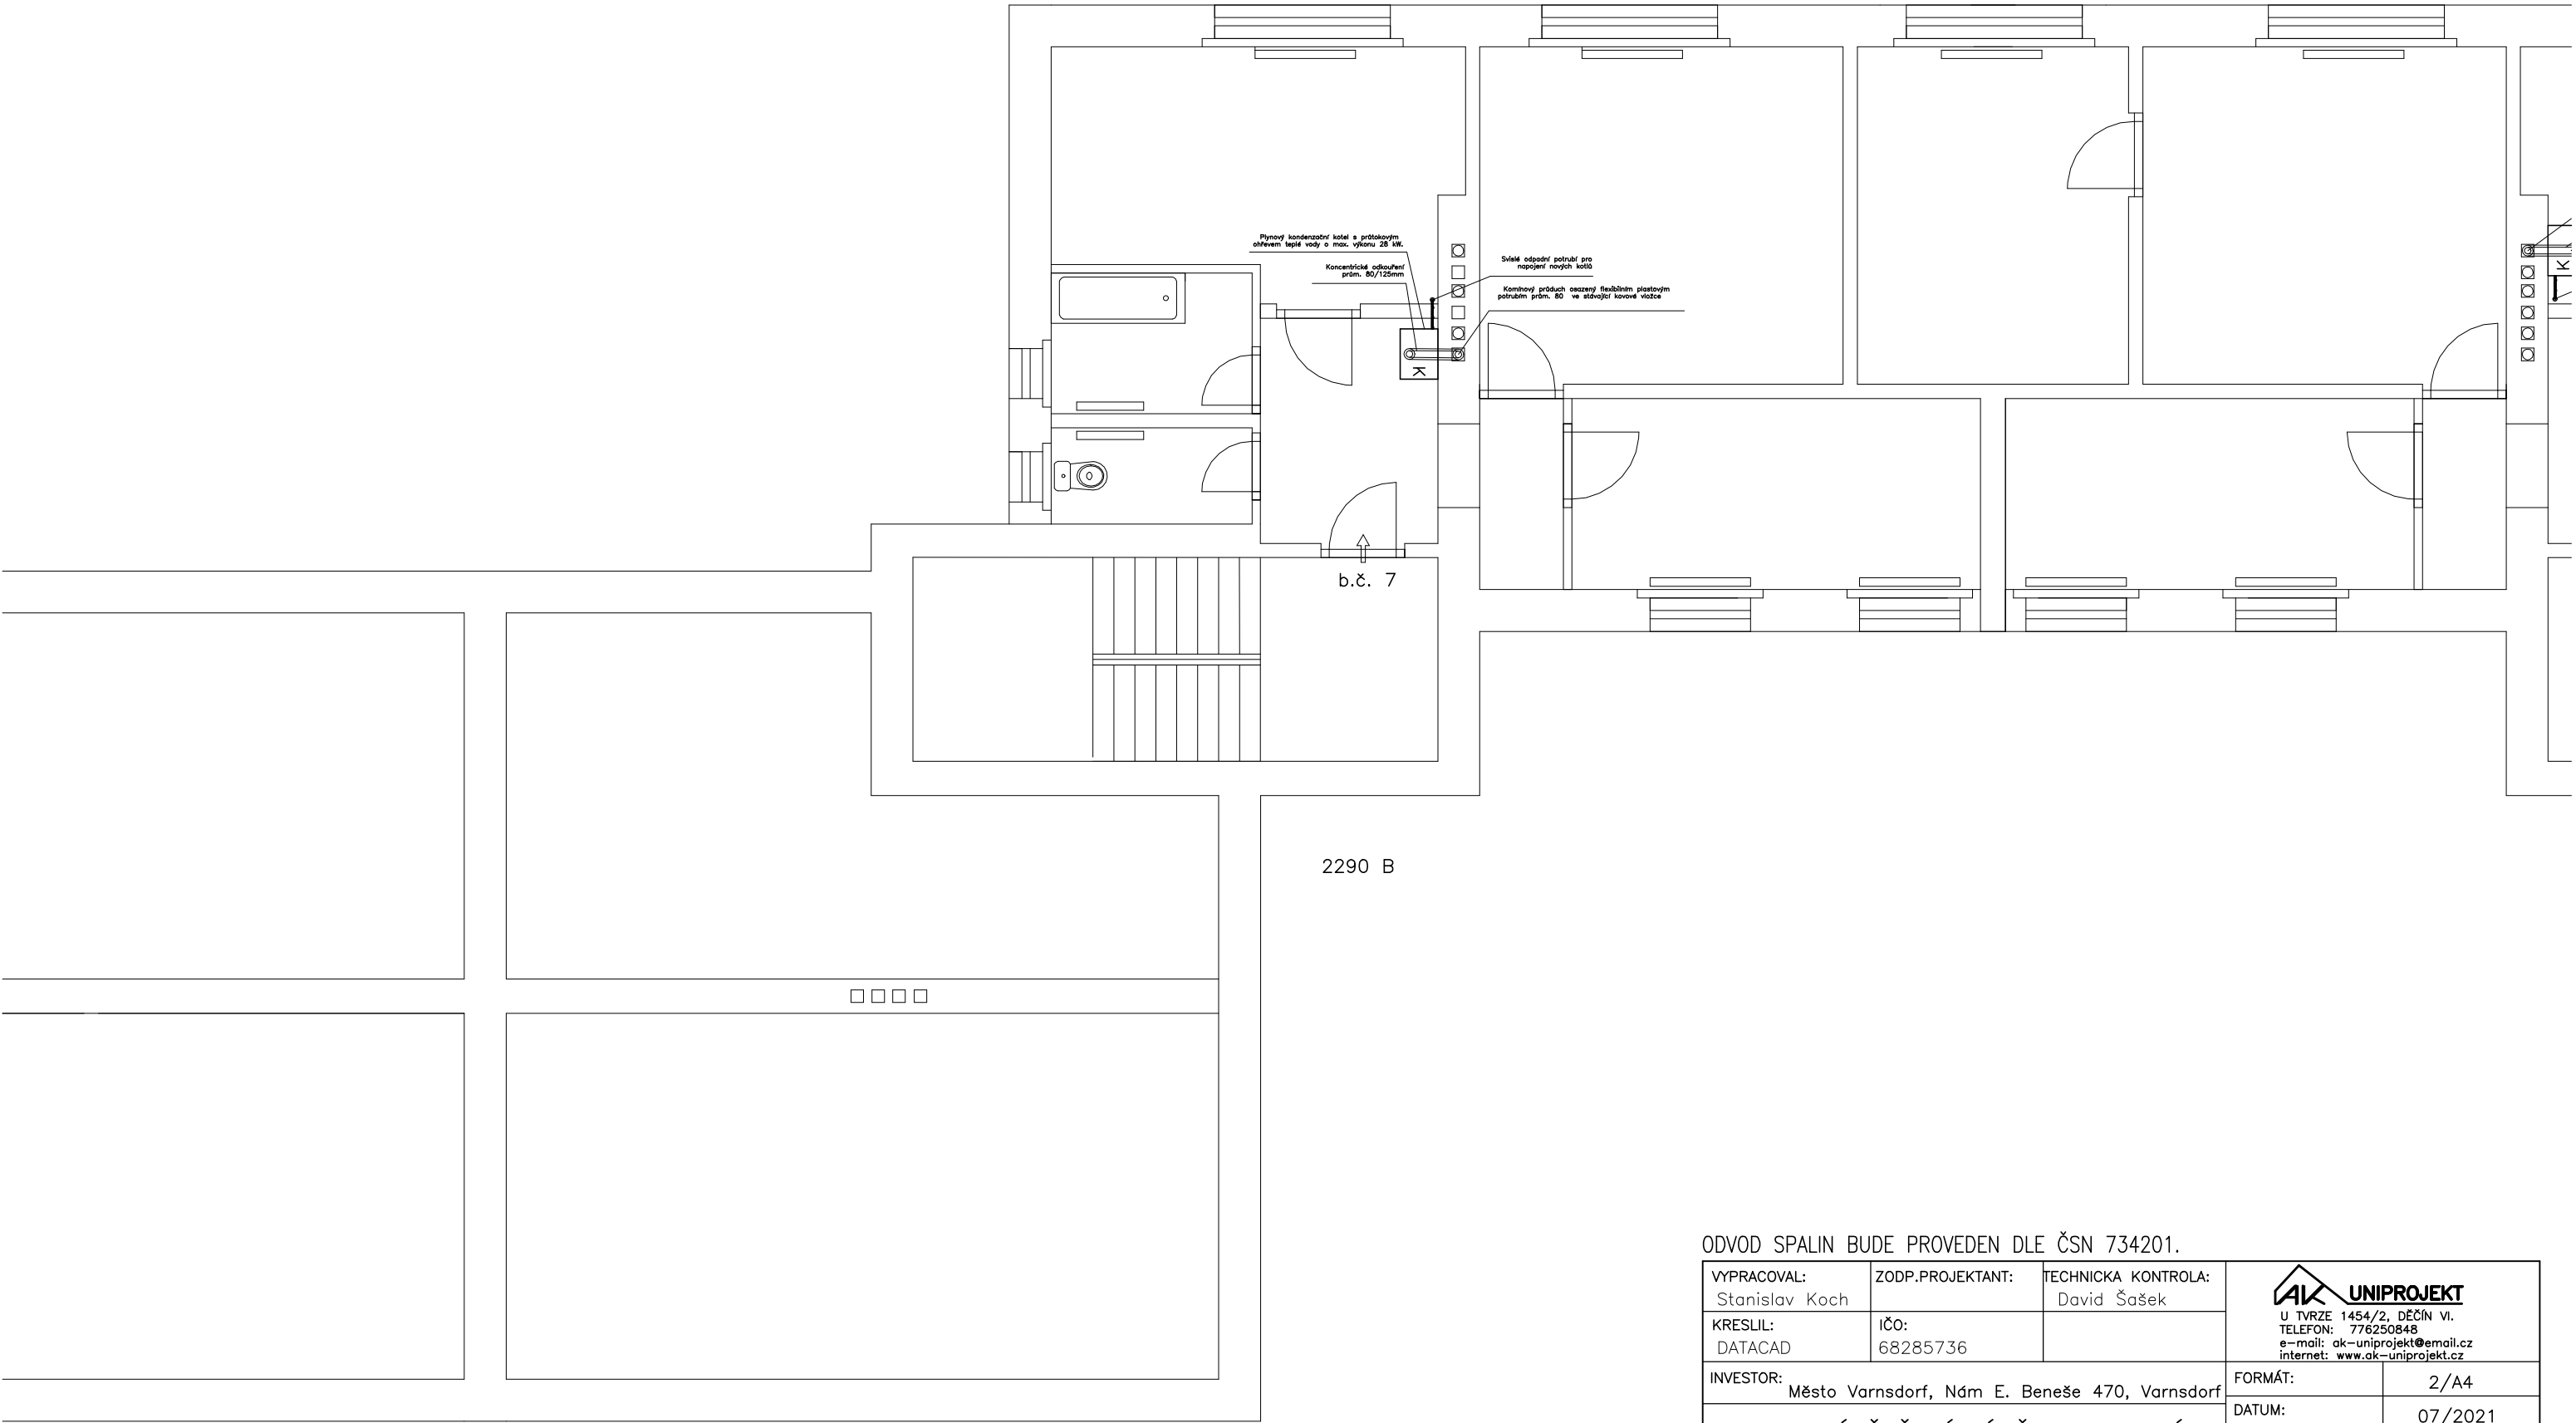 Plynový kondenzační kotel s průtokovým
ohřevem teplé vody o max. výkonu 28 kW.
Koncentrické odkouření
prům. 80/125mm
Svislé odpadní potrubí pro
napojení nových kotlů
Komínový průduch osazený flexibilním plastovým
potrubím prům. 80 ve stávající kovové vložce
K
K
b.č. 7
2290 B
ODVOD SPALIN BUDE PROVEDEN DLE ČSN 734201.
VYPRACOVAL:
Stanislav Koch
ZODP.PROJEKTANT:
TECHNICKA KONTROLA:
David Šašek
KRESLIL:
DATACAD
IČO:
68285736
AK UNIPROJEKT
U TVRZE 1454/2, DĚČÍN VI.
TELEFON: 776250848
e-mail: ak-uniprojekt@email.cz
internet: www.ak-uniprojekt.cz
INVESTOR: Město Varnsdorf, Nám E. Beneše 470, Varnsdorf
FORMÁT: 2/A4
DATUM: 07/2021